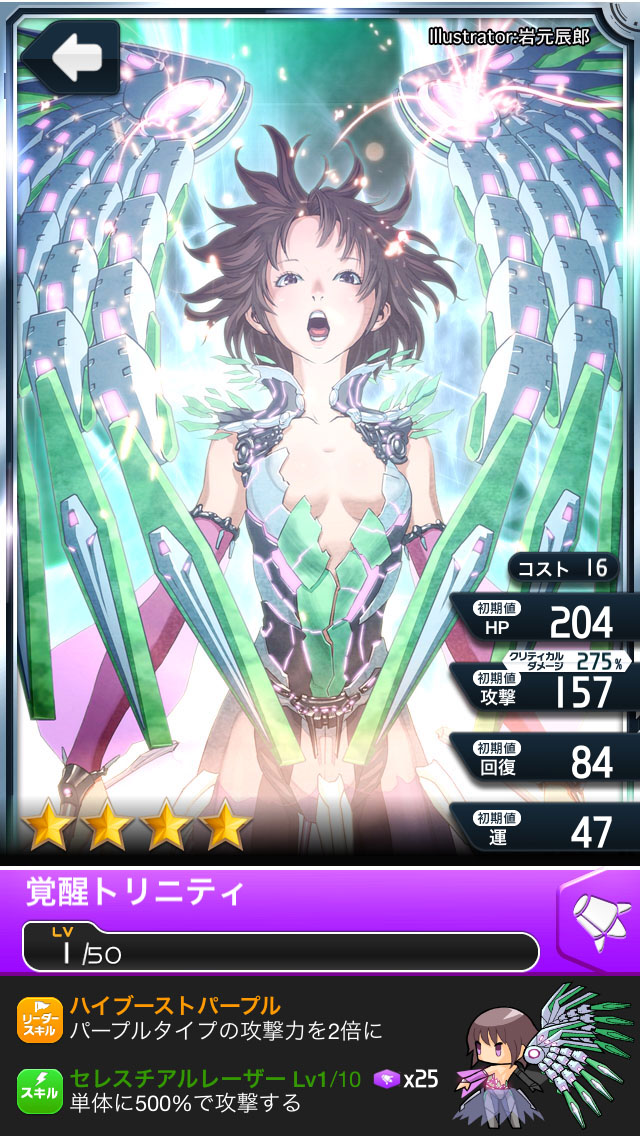 Illustrator:岩元辰郎
コスト 16
初期値
HP 204
クリティカル
ダメージ 275%
初期値
攻撃 157
初期値
回復 84
初期値
運 47
覚醒トリニティ
LV
1/50
リーダー
スキル
ハイブーストパープル
パープルタイプの攻撃力を2倍に
スキル
セレスチアルレーザー Lv1/10 x25
単体に500%で攻撃する